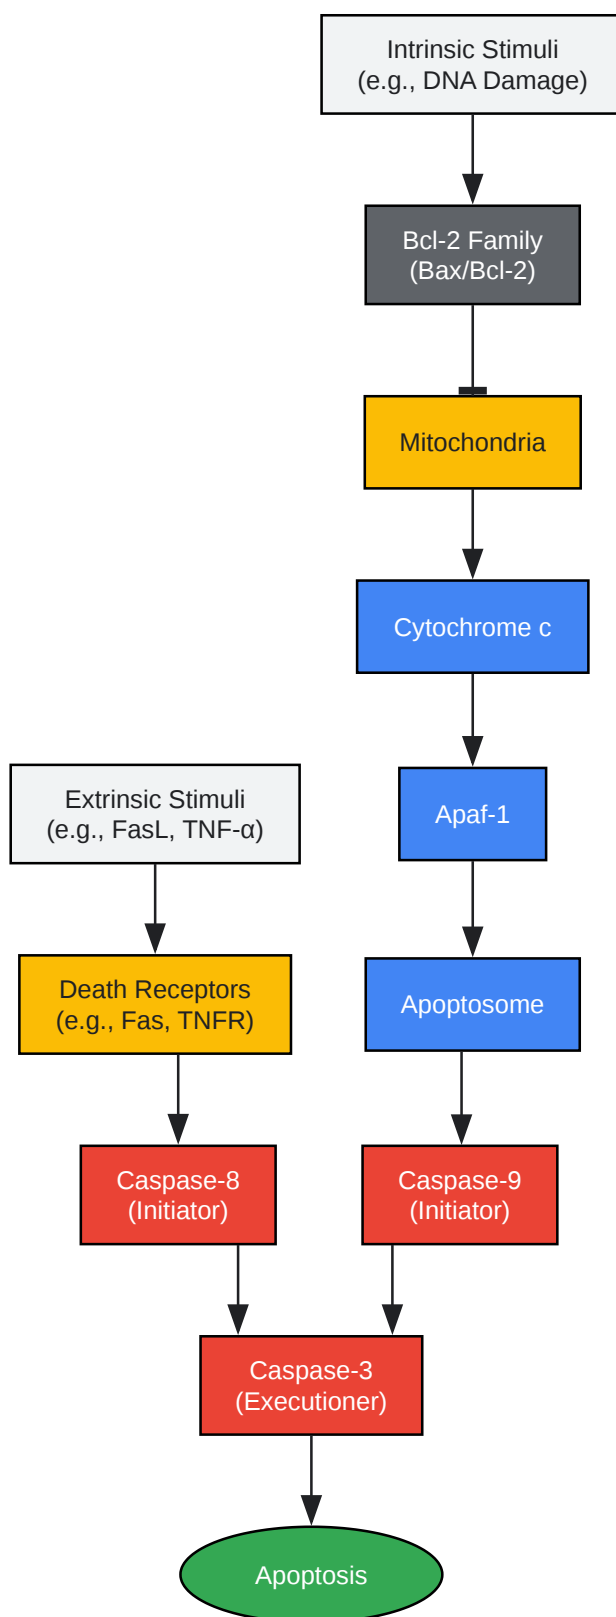 Intrinsic Stimuli
(e.g., DNA Damage)
Bcl-2 Family
(Bax/Bcl-2)
Mitochondria
Cytochrome c
Apaf-1
Extrinsic Stimuli
(e.g., FasL, TNF-α)
Death Receptors
(e.g., Fas, TNFR)
Apoptosome
Caspase-8
(Initiator)
Caspase-9
(Initiator)
Caspase-3
(Executioner)
Apoptosis